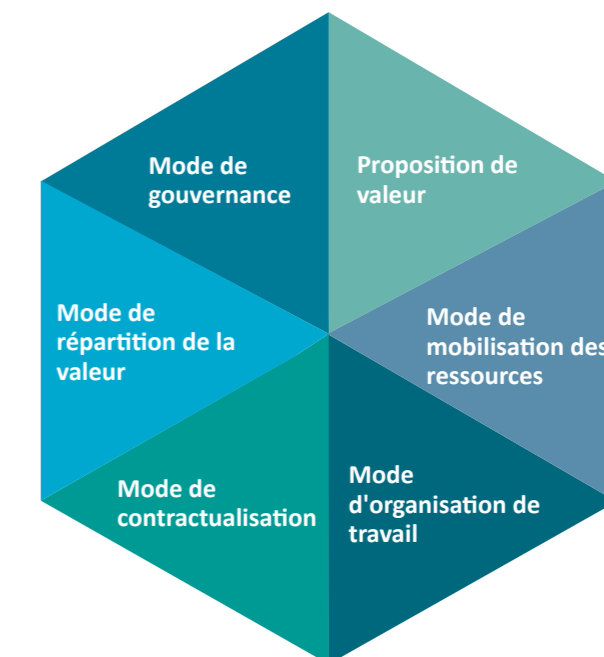 Mode de
gouvernance
Proposition de
valeur
Mode de
répartition de la
valeur
Mode de
mobilisation des
ressources
Mode de
contractualisation
Mode
d'organisation de
travail